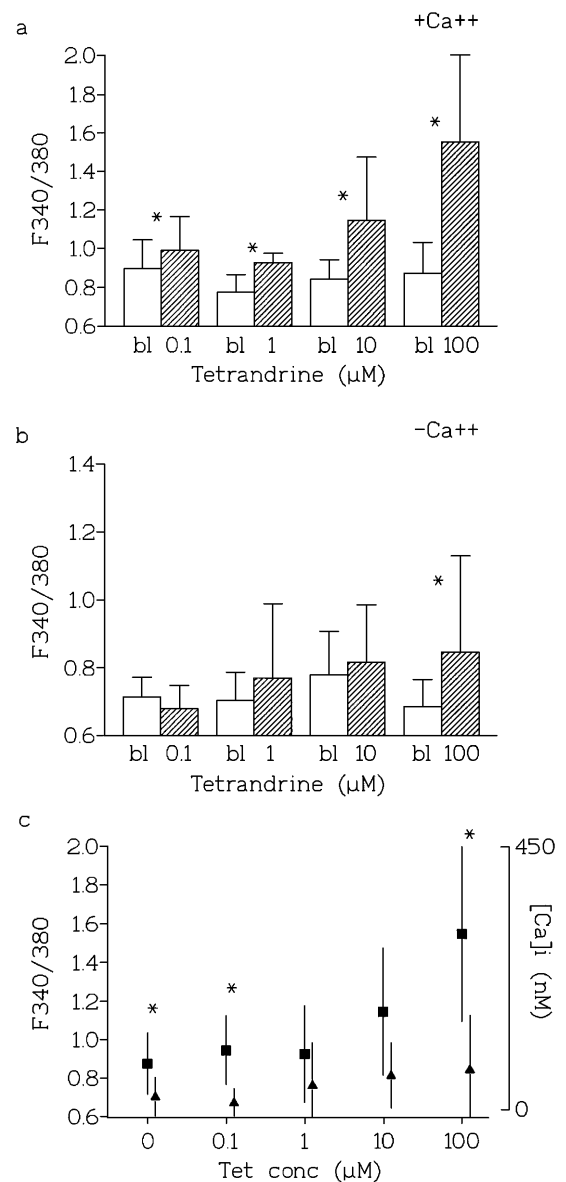 a
+Ca++
2.0
1.8
1.6
1.4
1.2
1.0
0.8
0.6
F340/380
* * * *
bl 0.1 bl 1 bl 10 bl 100
Tetrandrine (μM)
b
-Ca++
1.4
1.2
1.0
0.8
0.6
F340/380
*
bl 0.1 bl 1 bl 10 bl 100
Tetrandrine (μM)
c
2.0
1.8
1.6
1.4
1.2
1.0
0.8
0.6
F340/380
* * *
450
0
[Ca]i (nM)
0 0.1 1 10 100
Tet conc (μM)